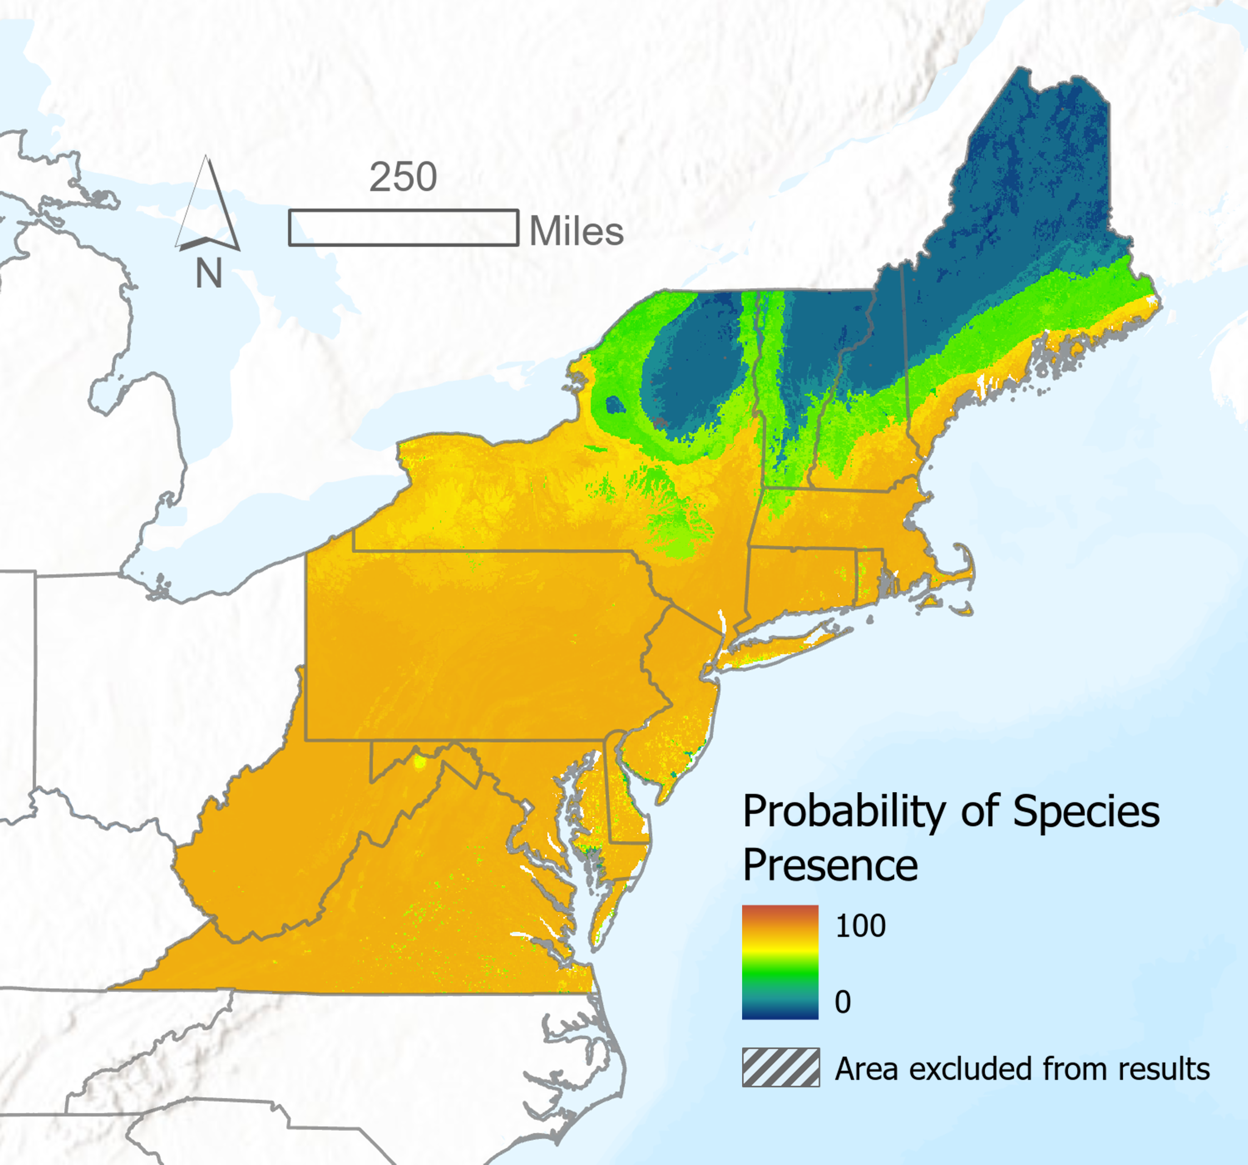 250
Miles
N
Probability of Species
Presence
100
0
Area excluded from results